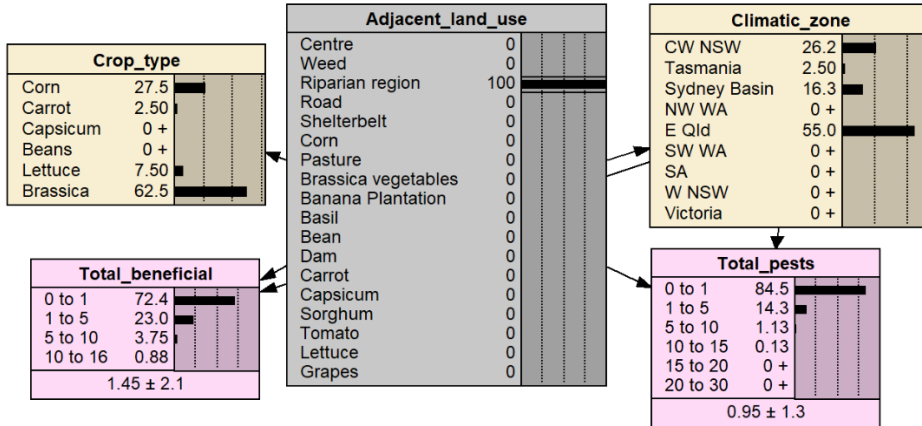 Crop_type
Corn 27.5
Carrot 2.50
Capsicum 0 +
Beans 0 +
Lettuce 7.50
Brassica 62.5
Adjacent_land_use
Centre 0
Weed 0
Riparian region 100
Road 0
Shelterbelt 0
Corn 0
Pasture 0
Brassica vegetables 0
Banana Plantation 0
Basil 0
Bean 0
Dam 0
Carrot 0
Capsicum 0
Sorghum 0
Tomato 0
Lettuce 0
Grapes 0
Climatic_zone
CW NSW 26.2
Tasmania 2.50
Sydney Basin 16.3
NW WA 0 +
E Qld 55.0
SW WA 0 +
SA 0 +
W NSW 0 +
Victoria 0 +
Total_beneficial
0 to 1 72.4
1 to 5 23.0
5 to 10 3.75
10 to 16 0.88
1.45 ± 2.1
Total_pests
0 to 1 84.5
1 to 5 14.3
5 to 10 1.13
10 to 15 0.13
15 to 20 0 +
20 to 30 0 +
0.95 ± 1.3